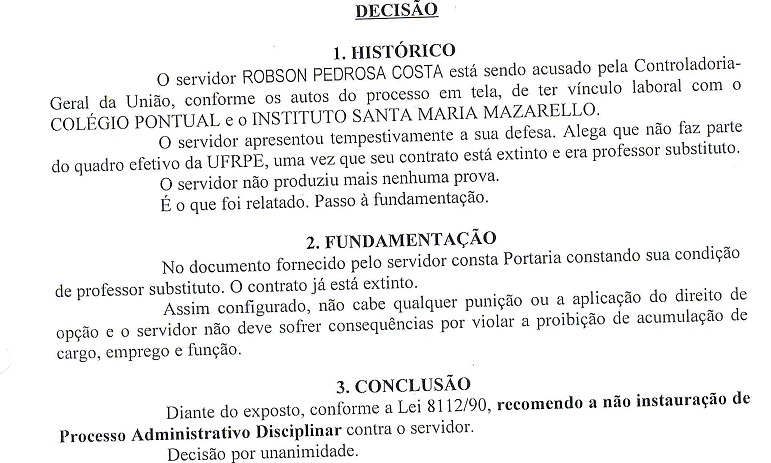 DECISÃO
1. HISTÓRICO
O servidor ROBSON PEDROSA COSTA está sendo acusado pela Controladoria-
Geral da União, conforme os autos do processo em tela, de ter vínculo laboral com o
COLÉGIO PONTUAL e o INSTITUTO SANTA MARIA MAZARELLO.
O servidor apresentou tempestivamente a sua defesa. Alega que não faz parte
do quadro efetivo da UFRPE, uma vez que seu contrato está extinto e era professor substituto.
O servidor não produziu mais nenhuma prova.
É o que foi relatado. Passo à fundamentação.
2. FUNDAMENTAÇÃO
No documento fornecido pelo servidor consta Portaria constando sua condição
de professor substituto. O contrato já está extinto.
Assim configurado, não cabe qualquer punição ou a aplicação do direito de
opção e o servidor não deve sofrer consequências por violar a proibição de acumulação de
cargo, emprego e função.
3. CONCLUSÃO
Diante do exposto, conforme a Lei 8112/90, recomendo a não instauração de
Processo Administrativo Disciplinar contra o servidor.
Decisão por unanimidade.